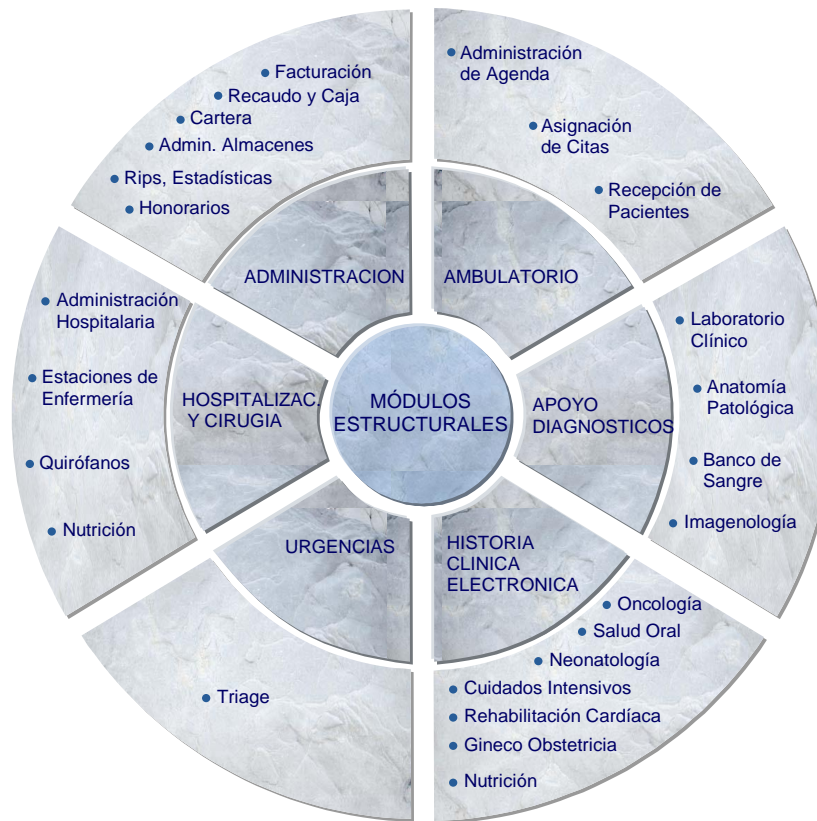 • Facturación
• Recaudo y Caja
• Cartera
• Admin. Almacenes
• Rips, Estadísticas
• Honorarios
ADMINISTRACION
• Administración
de Agenda
• Asignación
de Citas
• Recepción de
Pacientes
AMBULATORIO
• Administración
Hospitalaria
• Estaciones de
Enfermería
• Quirófanos
• Nutrición
HOSPITALIZAC.
Y CIRUGIA
MÓDULOS
ESTRUCTURALES
APOYO
DIAGNOSTICOS
• Laboratorio
Clínico
• Anatomía
Patológica
• Banco de
Sangre
• Imagenología
URGENCIAS
• Triage
HISTORIA
CLINICA
ELECTRONICA
• Oncología
• Salud Oral
• Neonatología
• Cuidados Intensivos
• Rehabilitación Cardíaca
• Gineco Obstetricia
• Nutrición